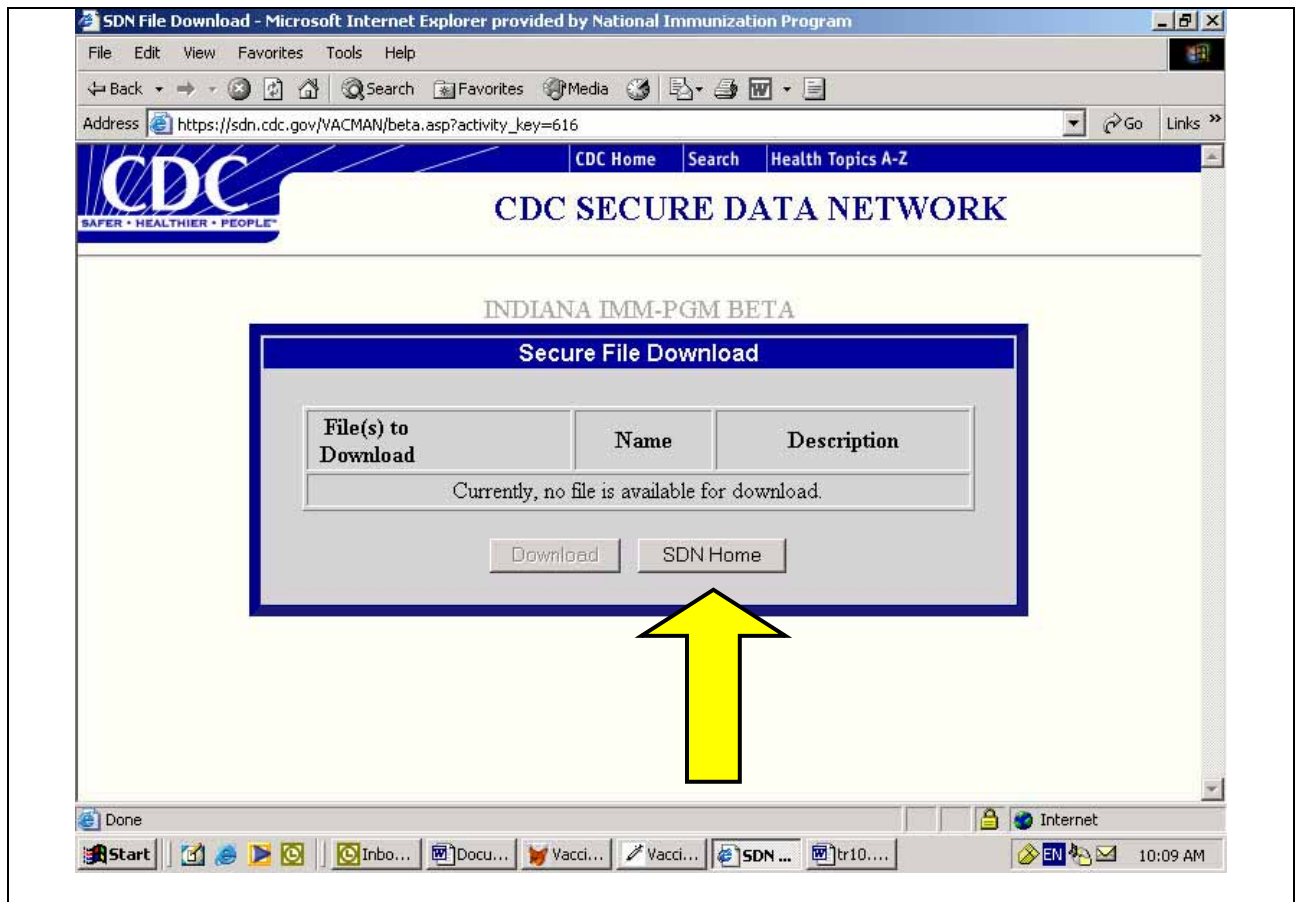 SDN File Download - Microsoft Internet Explorer provided by National Immunization Program
File Edit View Favorites Tools Help
Back Search Favorites Media
Address https://sdn.cdc.gov/VACMAN/beta.asp?activity_key=616 Go Links »
CDC Home Search Health Topics A-Z
CDC
SAFER • HEALTHIER • PEOPLE™
CDC SECURE DATA NETWORK
INDIANA IMM-PGM BETA
Secure File Download
File(s) to
Download
Name
Description
Currently, no file is available for download.
Download SDN Home
Done Internet
Start Inbo... Docu... Vacci... Vacci... SDN ... tr10.... EN 10:09 AM